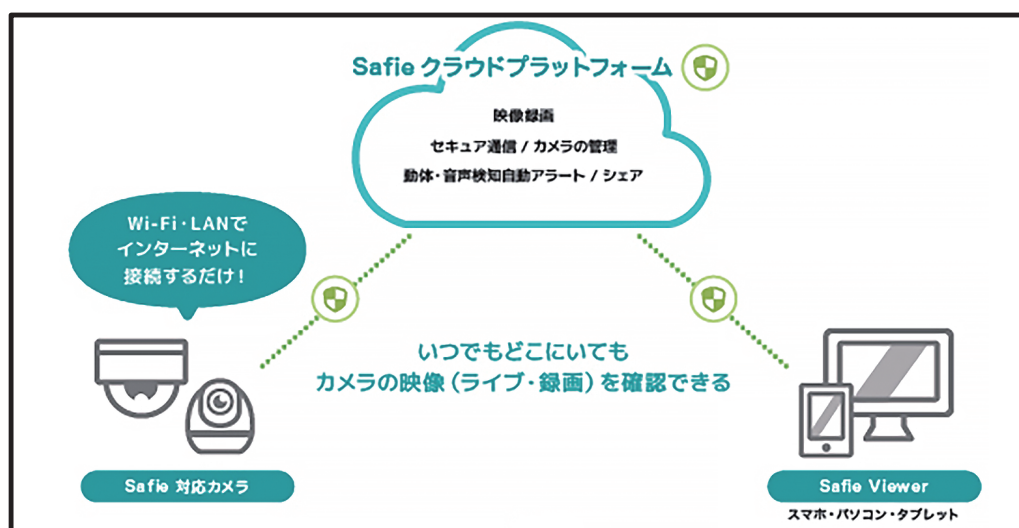 Safie クラウドプラットフォーム
映像録画
セキュア通信 / カメラの管理
動体・音声検知自動アラート / シェア
Wi-Fi・LANで
インターネットに
接続するだけ!
いつでもどこにいても
カメラの映像（ライブ・録画）を確認できる
Safie 対応カメラ
Safie Viewer
スマホ・パソコン・タブレット